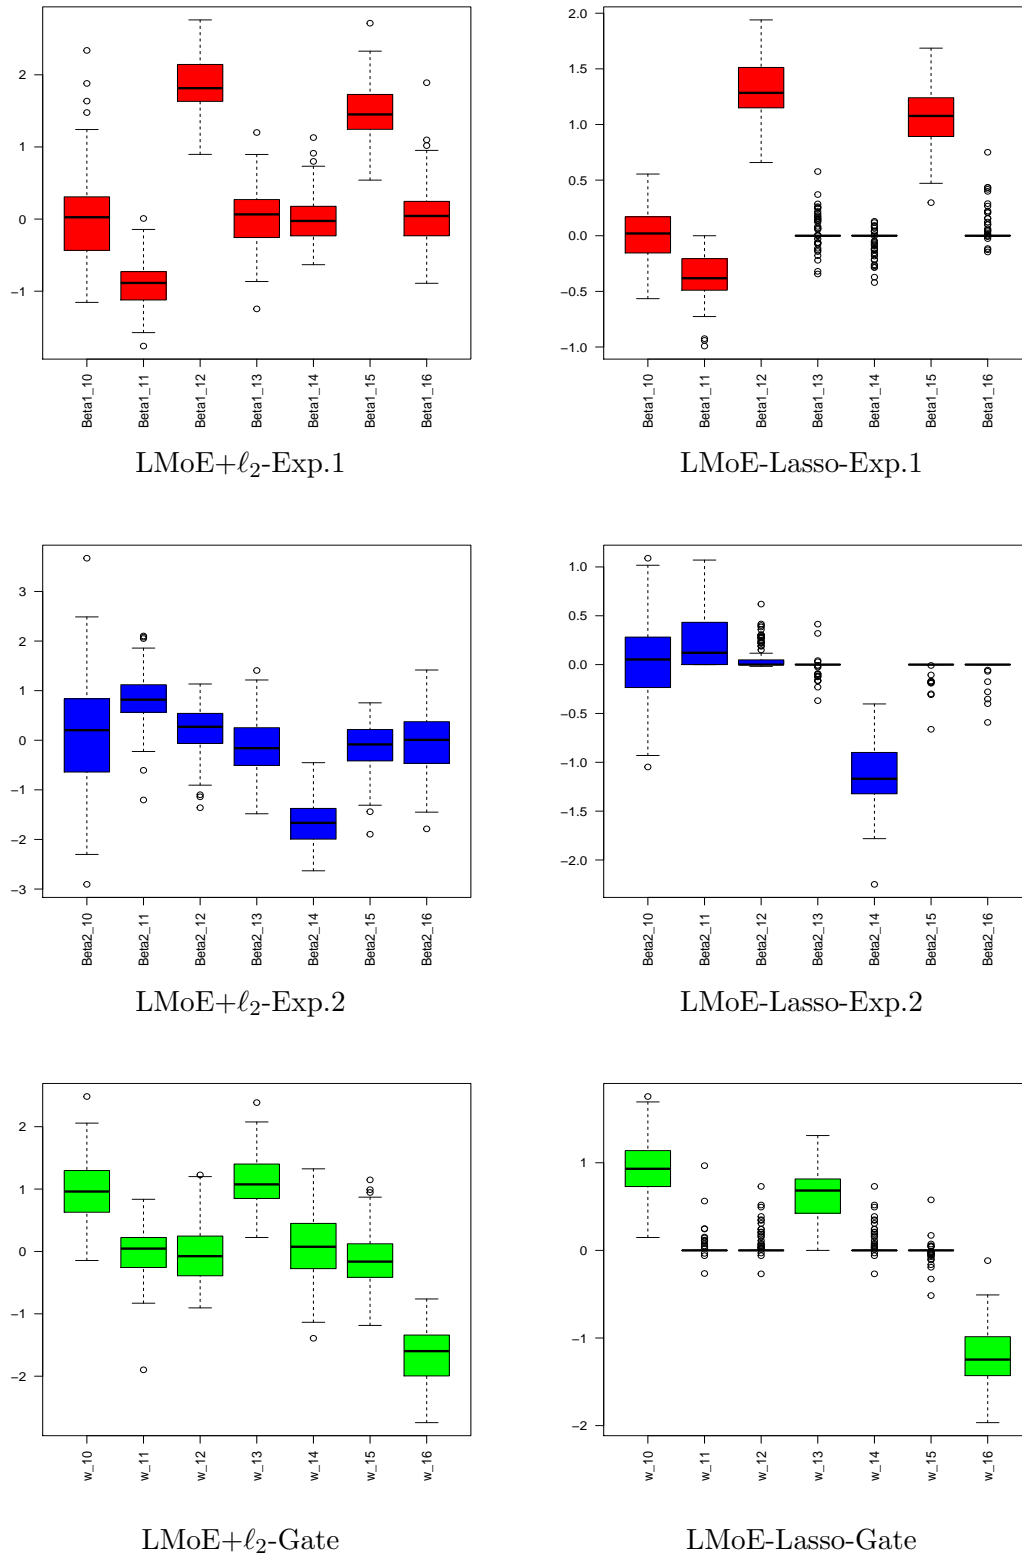 2
1
0
−1
Beta1_10
Beta1_11
Beta1_12
Beta1_13
Beta1_14
Beta1_15
Beta1_16
LMoE+ℓ2-Exp.1
2.0
1.5
1.0
0.5
0.0
−0.5
−1.0
Beta1_10
Beta1_11
Beta1_12
Beta1_13
Beta1_14
Beta1_15
Beta1_16
LMoE-Lasso-Exp.1
3
2
1
0
−1
−2
−3
Beta2_10
Beta2_11
Beta2_12
Beta2_13
Beta2_14
Beta2_15
Beta2_16
LMoE+ℓ2-Exp.2
1.0
0.5
0.0
−0.5
−1.0
−1.5
−2.0
Beta2_10
Beta2_11
Beta2_12
Beta2_13
Beta2_14
Beta2_15
Beta2_16
LMoE-Lasso-Exp.2
2
1
0
−1
−2
w_10
w_11
w_12
w_13
w_14
w_15
w_16
LMoE+ℓ2-Gate
1
0
−1
−2
w_10
w_11
w_12
w_13
w_14
w_15
w_16
LMoE-Lasso-Gate